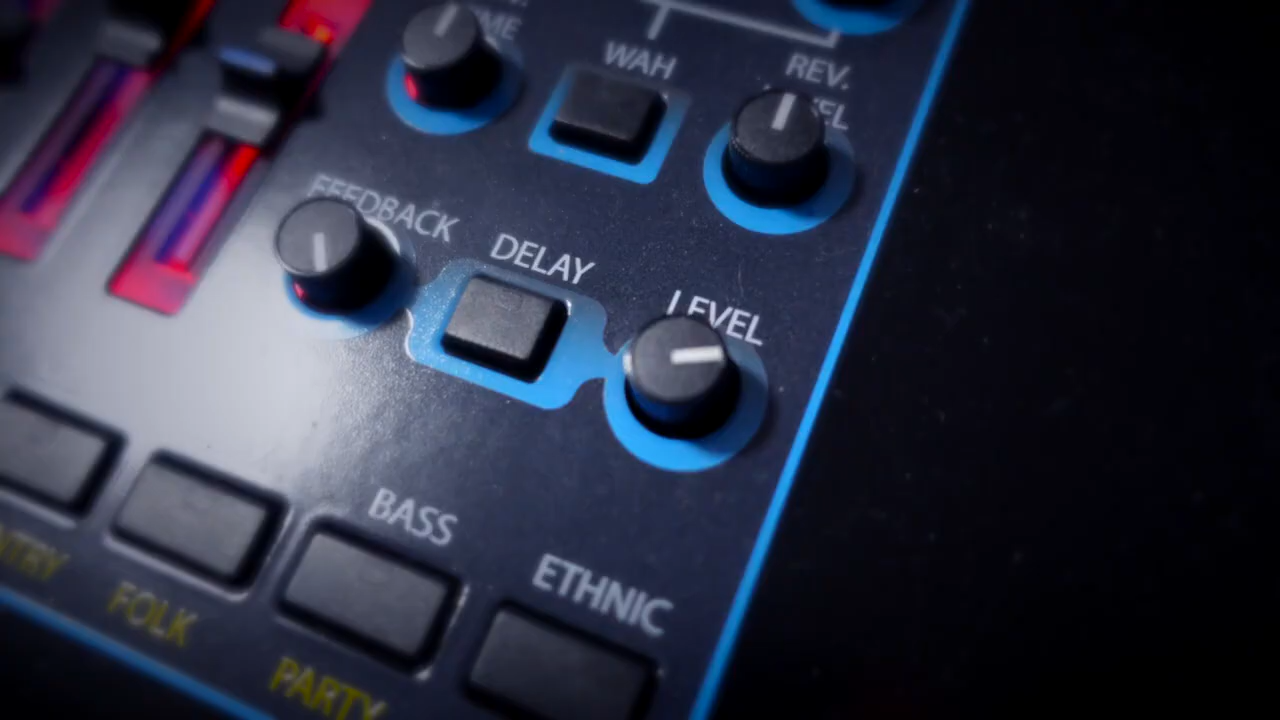 WAH
REV.
FEEDBACK
DELAY
LEVEL
BASS
ETHNIC
FOLK
PARTY